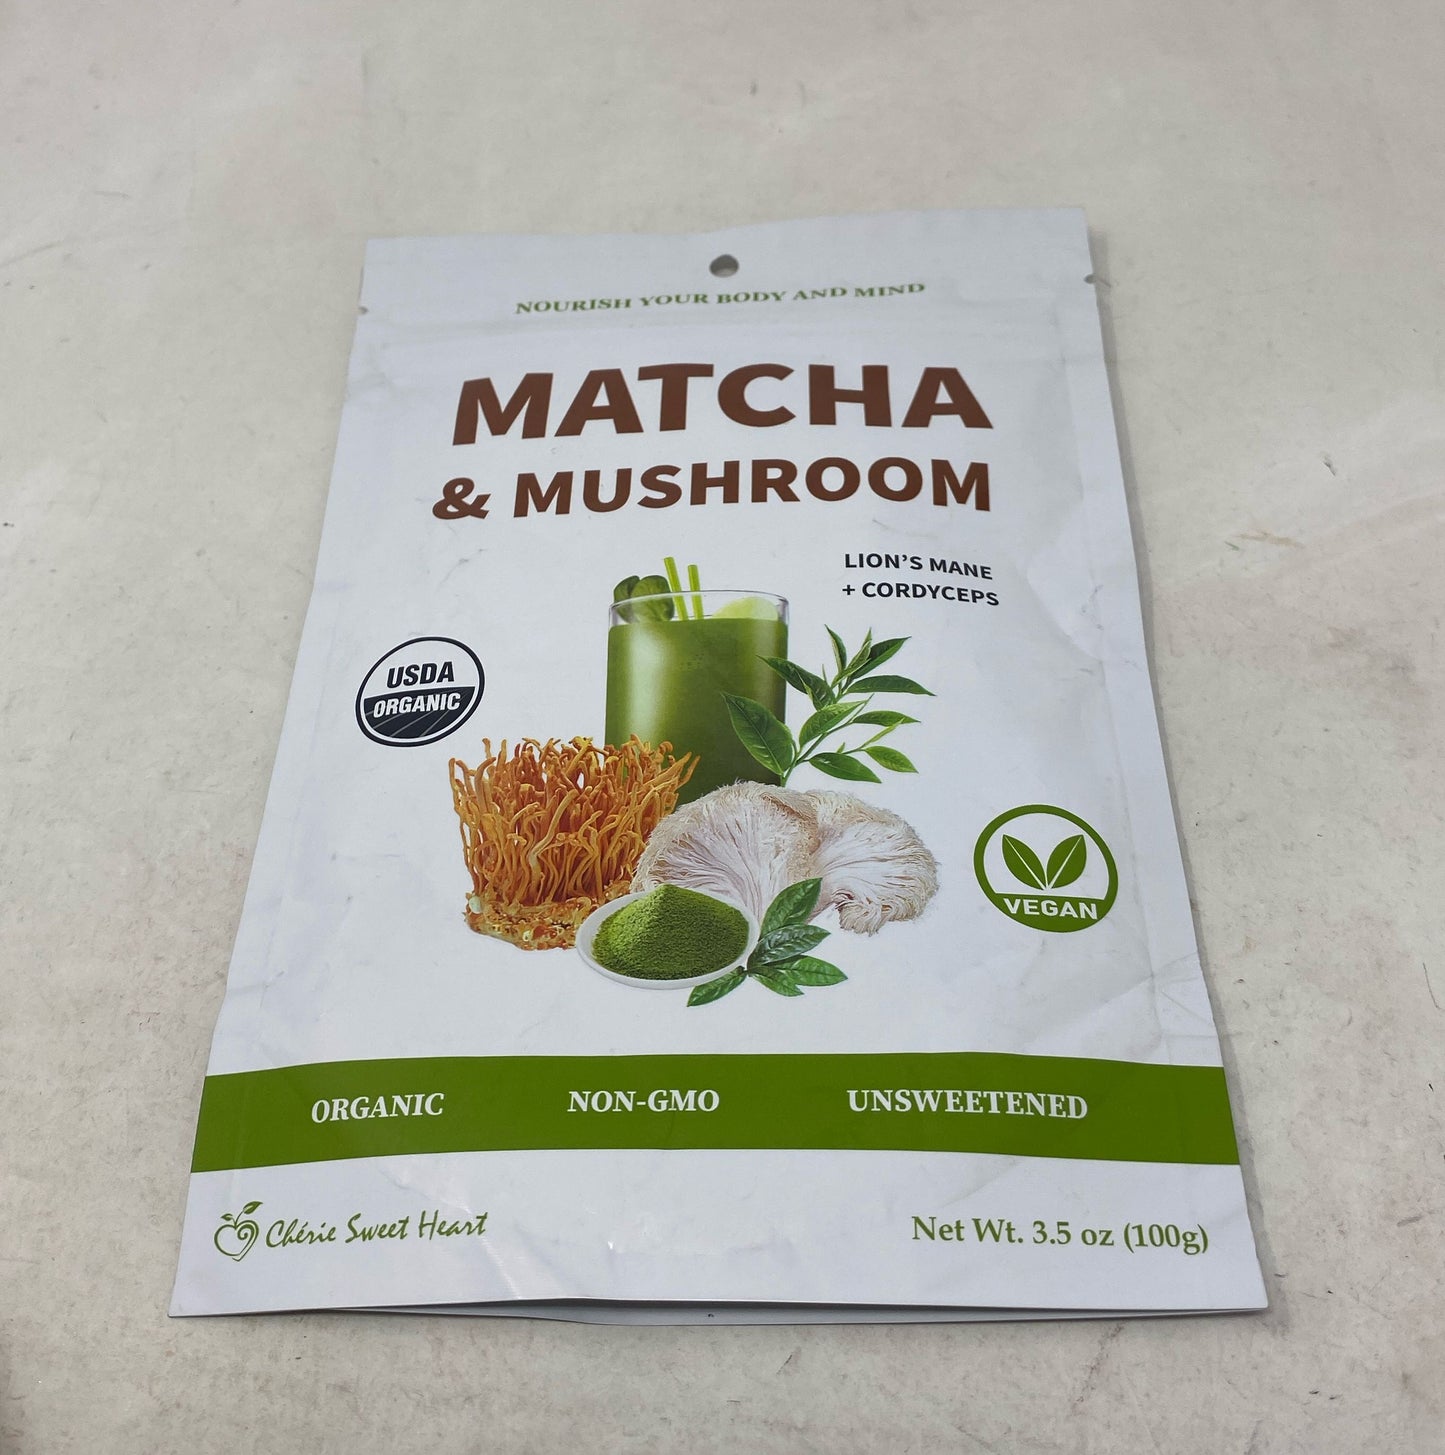 NOURISH YOUR BODY AND MIND
MATCHA
& MUSHROOM
LION'S MANE
+ CORDYCEPS
USDA
ORGANIC
VEGAN
ORGANIC NON-GMO UNSWEETENED
Chérie Sweet Heart
Net Wt. 3.5 oz (100g)